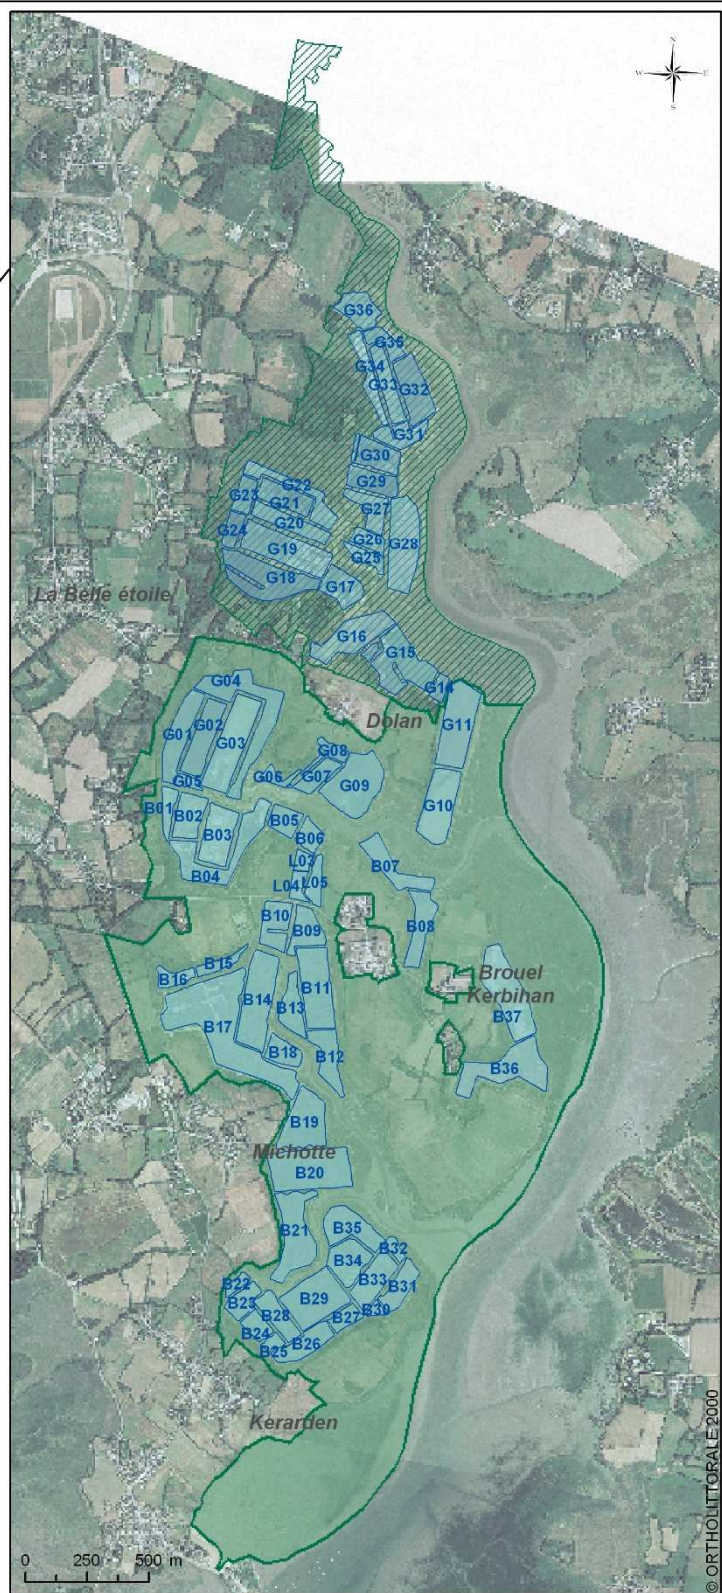 N
W E
S
G36
G35
G34
G33 G32
G31
G30
G29
G22
G23
G21
G27
G20
G24
G26 G28
G19
G25
G18 G17
La Belle étoile
G16
G15
G04
G14
Dolan
G02 G11
G01
G03
G08
G06 G07
G05 G09
B01 G10
B02 B05
B03
B06
L03 B07
B04
L04 L05
B10
B08
B09
B15
B16
Brouel
Kerbihan
B11
B14
B13
B37
B17
B18
B12
B36
B19
Michotte
B20
B35
B21
B32
B34
B33
B22 B31
B29
B23
B30
B28 B27
B24
B26
B25
Kerarden
0 250 500 m
© ORTHOLITTORALE 2000